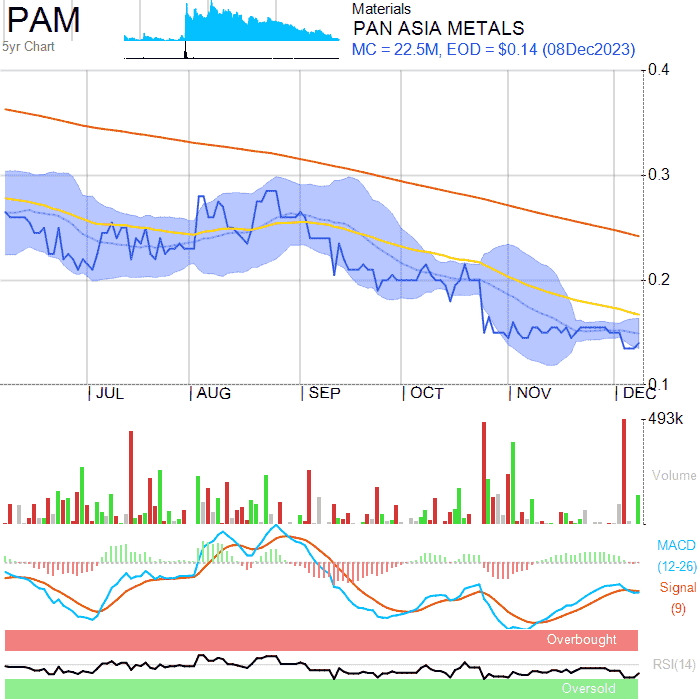 PAM
5yr Chart
Materials
PAN ASIA METALS
MC = 22.5M, EOD = $0.14 (08Dec2023)
0.4
0.3
0.2
0.1
JUL AUG SEP OCT NOV DEC
493k
Volume
MACD
(12-26)
Signal
(9)
Overbought
RSI(14)
Oversold